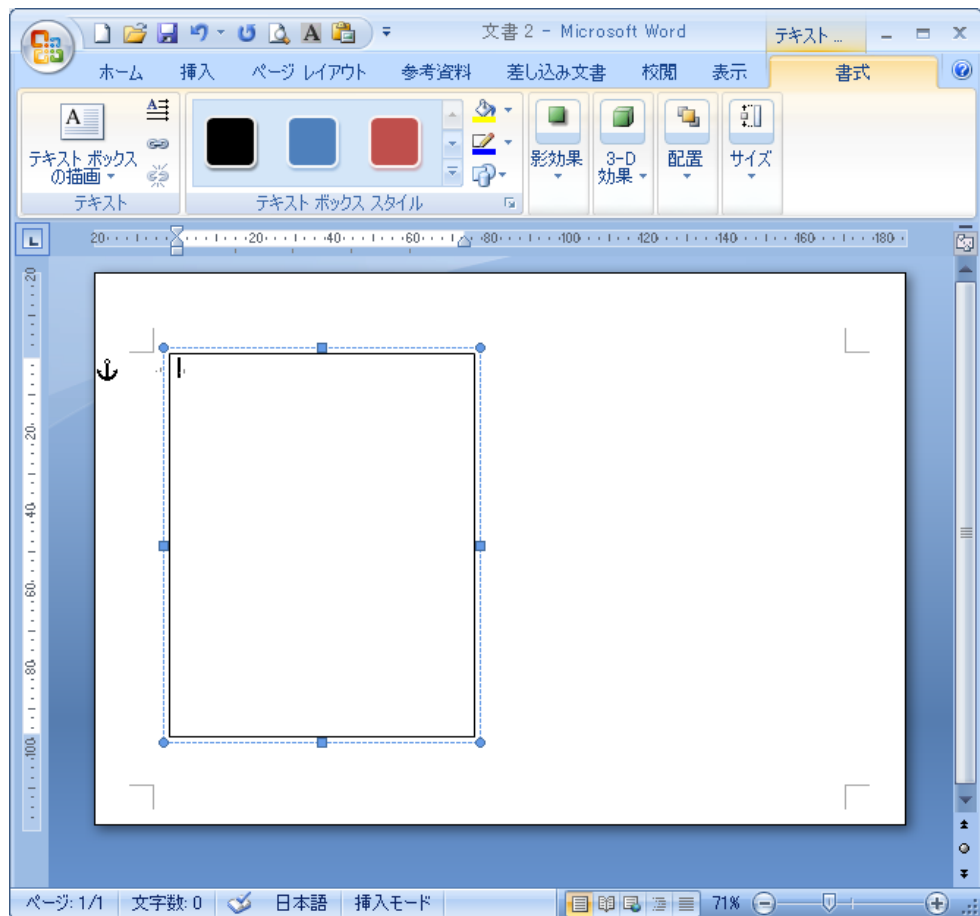 文書 2 - Microsoft Word
テキスト ...
ホーム 挿入 ページ レイアウト 参考資料 差し込み文書 校閲 表示 書式
テキスト ボックス
の描画
影効果
3-D
効果
配置
サイズ
テキスト
テキスト ボックス スタイル
20 20 40 60 80 100 120 140 160 180
20
20
40
60
80
100
ページ: 1/1 文字数: 0 日本語 挿入モード 71%